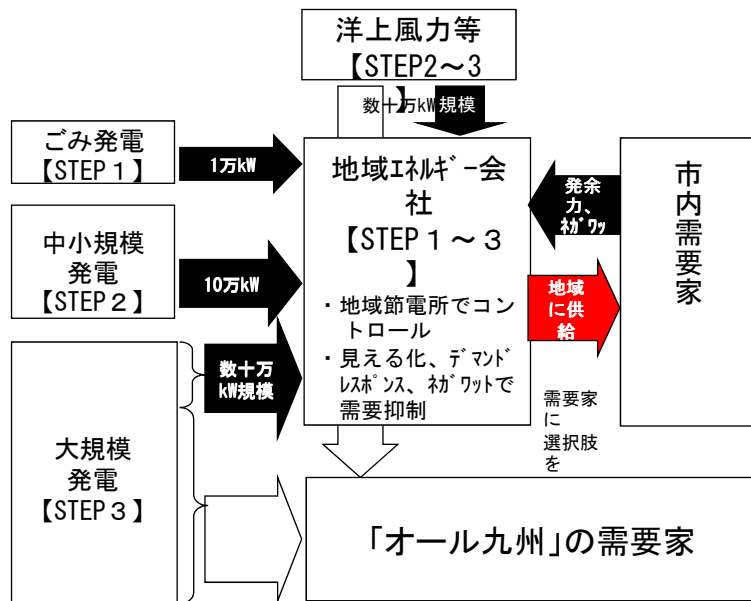 洋上風力等
【STEP2～3
】
数十万kW規模
ごみ発電
【STEP１】
1万kW
中小規模
発電
【STEP２】
10万kW
大規模
発電
【STEP３】
数十万
kW規模
地域ｴﾈﾙｷﾞｰ会
社
【STEP１～３
】
・地域節電所でコン
トロール
・見える化、ﾃﾞﾏﾝﾄﾞ
ﾚｽﾎﾟﾝｽ、ﾈｶﾞﾜｯﾄで
需要抑制
発余
力、
ﾈｶﾞﾜｯ
地域
に供
給
市内需要家
需要家
に
選択肢
を
「オール九州」の需要家